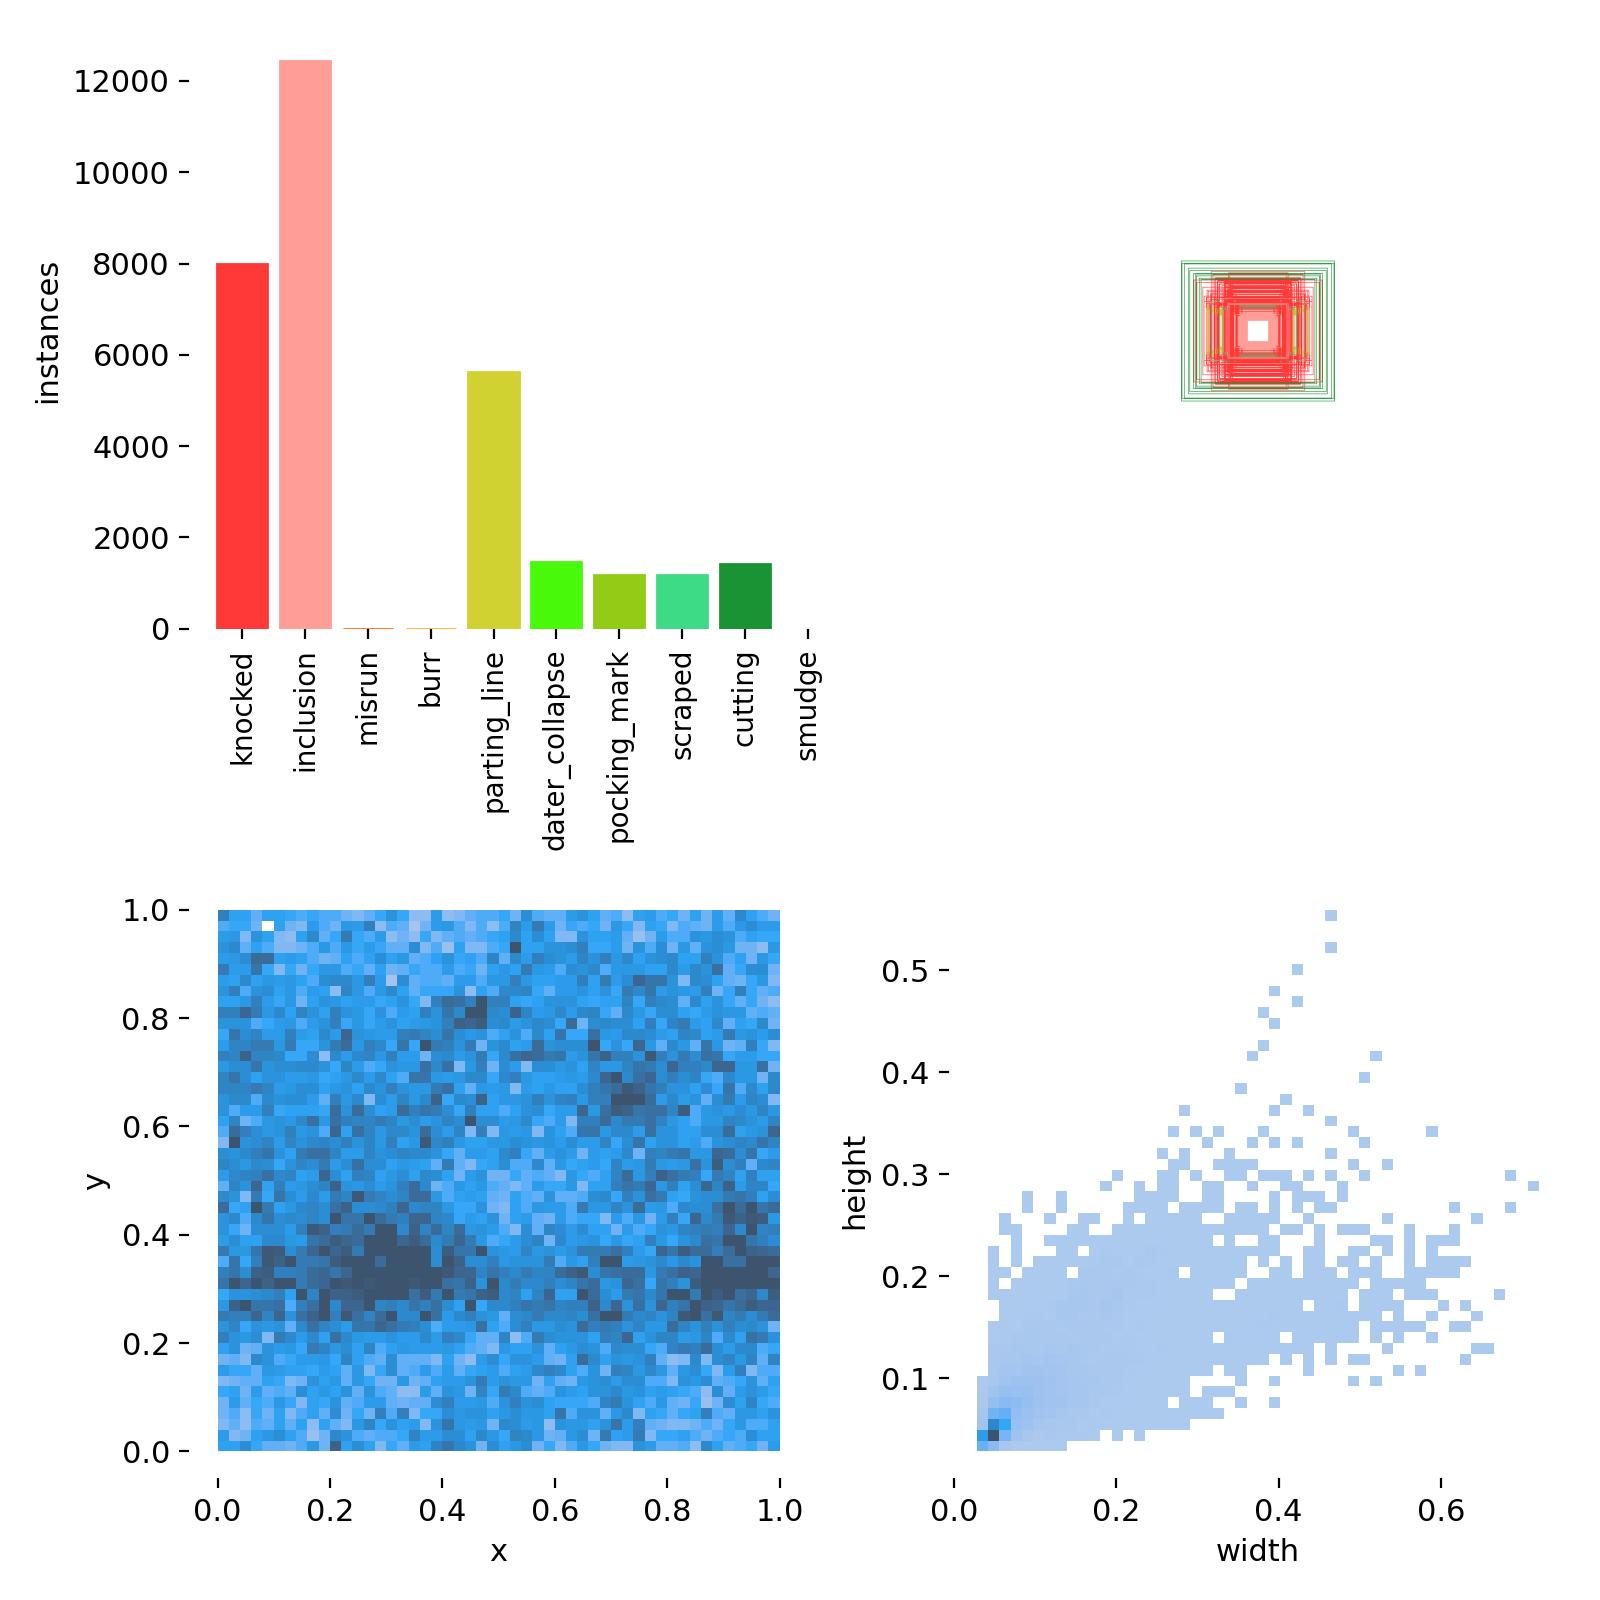 12000
10000
8000
6000
4000
2000
0
instances
knocked
inclusion
misrun
burr
parting_line
dater_collapse
pocking_mark
scraped
cutting
smudge
1.0
0.8
0.6
0.4
0.2
0.0
y
0.0 0.2 0.4 0.6 0.8 1.0
x
0.5
0.4
0.3
0.2
0.1
height
0.0 0.2 0.4 0.6
width